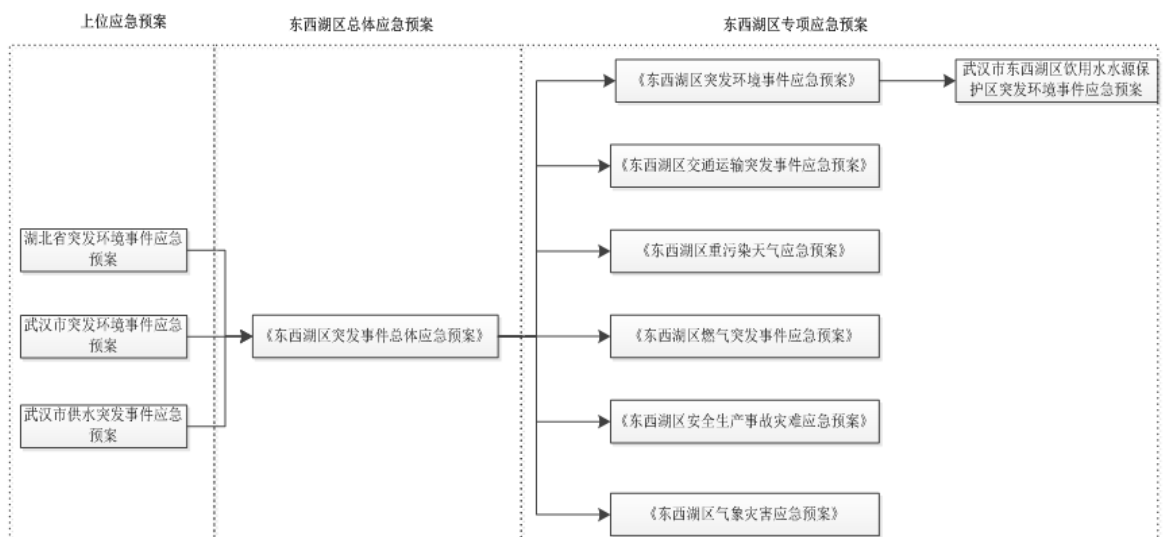 上位应急预案
东西湖区总体应急预案
东西湖区专项应急预案
湖北省突发环境事件应急
预案
武汉市突发环境事件应急
预案
武汉市供水突发事件应急
预案
《东西湖区突发事件总体应急预案》
《东西湖区突发环境事件应急预案》
《东西湖区交通运输突发事件应急预案》
《东西湖区重污染天气应急预案》
《东西湖区燃气突发事件应急预案》
《东西湖区安全生产事故灾难应急预案》
《东西湖区气象灾害应急预案》
武汉市东西湖区饮用水水源保
护区突发环境事件应急预案